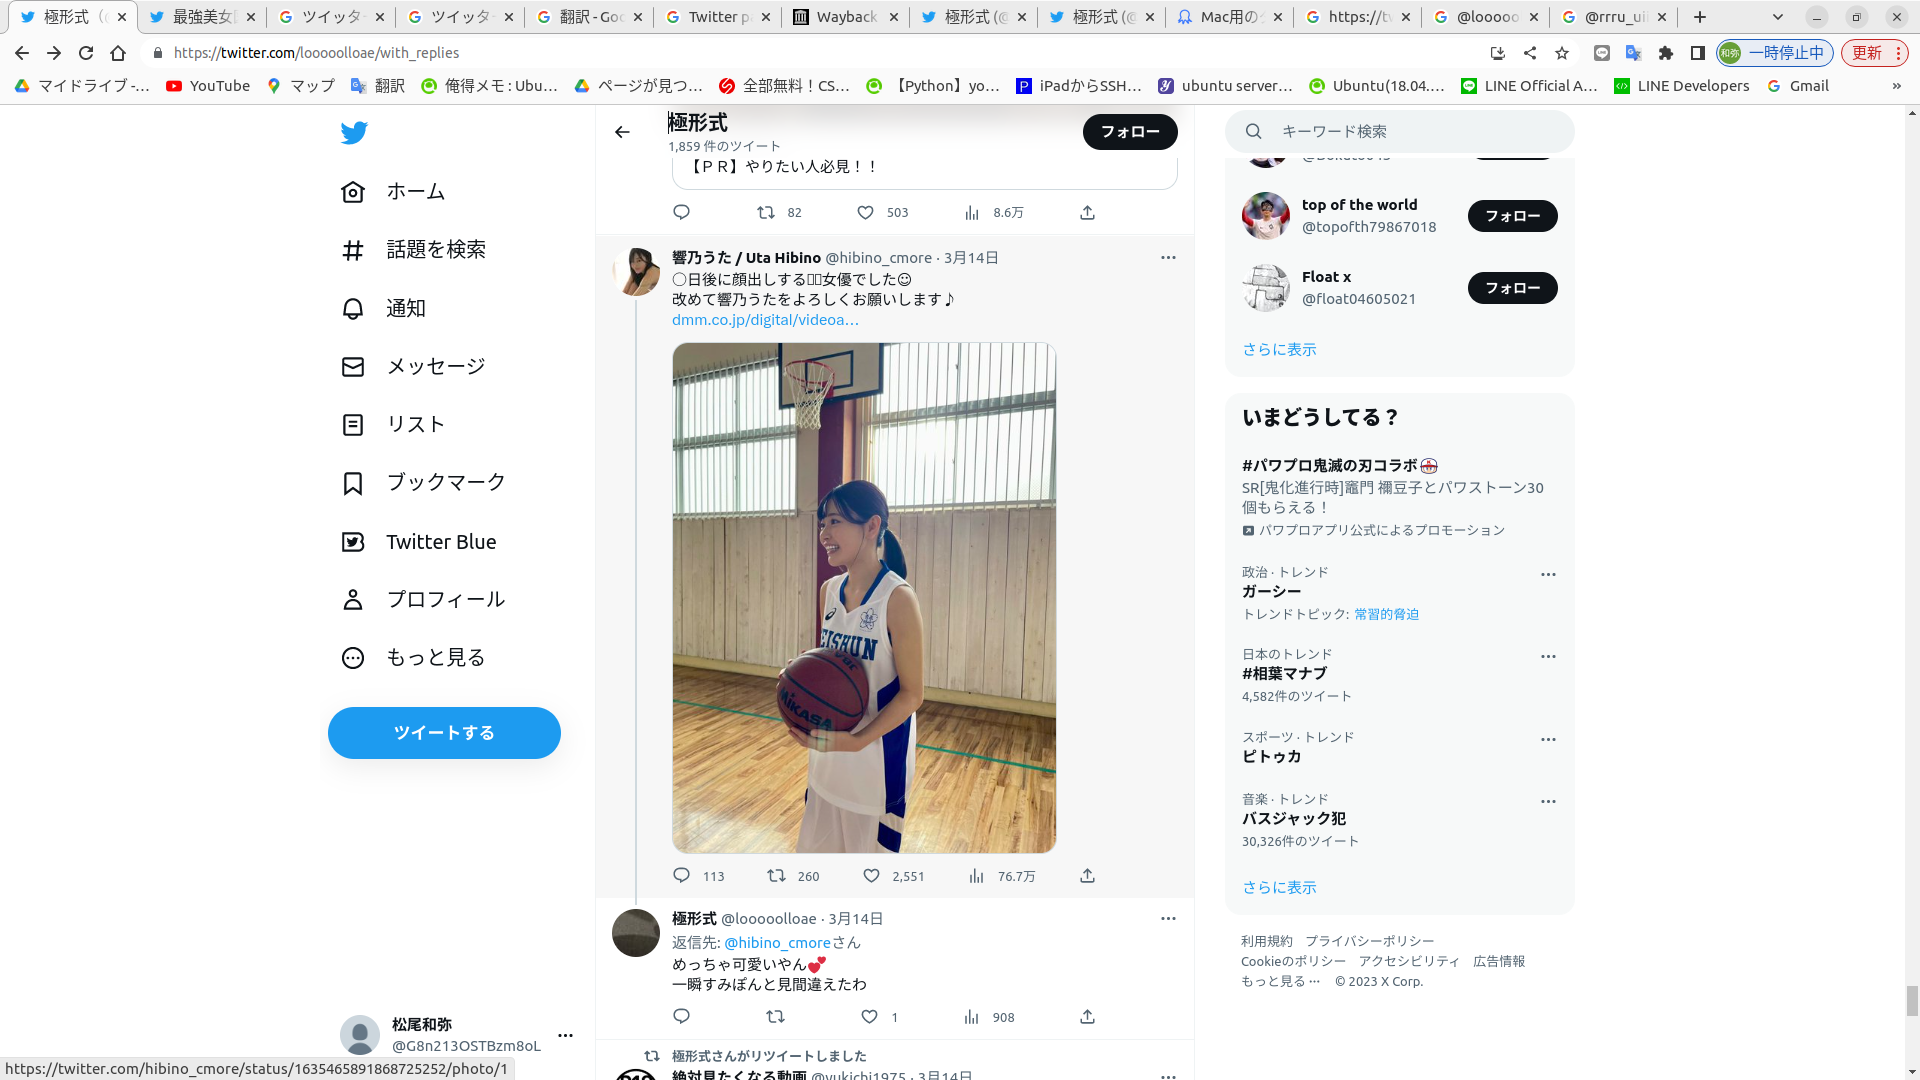 極形式 (@
最強美女図
ツイッター
ツイッター
翻訳 - Goo
Twitter p
Wayback
極形式 (@
極形式 (@
Mac用のク
https://tw
@looooo
@rrru_uii
https://twitter.com/looooolloae/with_replies
和弥 一時停止中
更新
マイドライブ -…
YouTube
マップ
翻訳
俺得メモ : Ubu…
ページが見つ…
全部無料！CS…
【Python】yo…
iPadからSSH…
ubuntu server…
Ubuntu(18.04.…
LINE Official A…
LINE Developers
Gmail
»
ホーム
話題を検索
通知
メッセージ
リスト
ブックマーク
Twitter Blue
プロフィール
もっと見る
ツイートする
松尾和弥
@G8n213OSTBzm8oL
https://twitter.com/hibino_cmore/status/1635465891868725252/photo/1
極形式
1,859 件のツイート
フォロー
【ＰＲ】やりたい人必見！！
82 503 8.6万
響乃うた / Uta Hibino @hibino_cmore · 3月14日
〇日後に顔出しする🫶🏻女優でした☺
改めて響乃うたをよろしくお願いします♪
dmm.co.jp/digital/videoa…
EISHUN
MIKASA
113 260 2,551 76.7万
極形式 @looooolloae · 3月14日
返信先: @hibino_cmoreさん
めっちゃ可愛いやん💕
一瞬すみぽんと見間違えたわ
1 908
極形式さんがリツイートしました
絶対見たくなる動画 @yukichi1975 · 3月14日
キーワード検索
top of the world
@topofth79867018
フォロー
Float x
@float04605021
フォロー
さらに表示
いまどうしてる？
#パワプロ鬼滅の刃コラボ
SR[鬼化進行時]竈門 禰豆子とパワストーン30
個もらえる！
パワプロアプリ公式によるプロモーション
政治 · トレンド
ガーシー
トレンドトピック: 常習的脅迫
日本のトレンド
#相葉マナブ
4,582件のツイート
スポーツ · トレンド
ピトゥカ
音楽 · トレンド
バスジャック犯
30,326件のツイート
さらに表示
利用規約 プライバシーポリシー
Cookieのポリシー アクセシビリティ 広告情報
もっと見る ··· © 2023 X Corp.